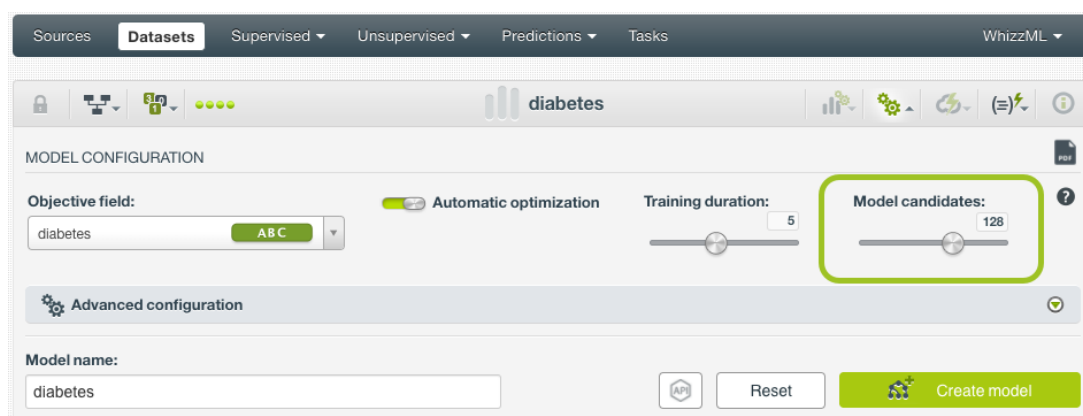 Sources Datasets Supervised Unsupervised Predictions Tasks WhizzML
diabetes
MODEL CONFIGURATION
PDF
Objective field: Automatic optimization Training duration: Model candidates:
diabetes ABC 5 128
Advanced configuration
Model name:
diabetes API Reset Create model